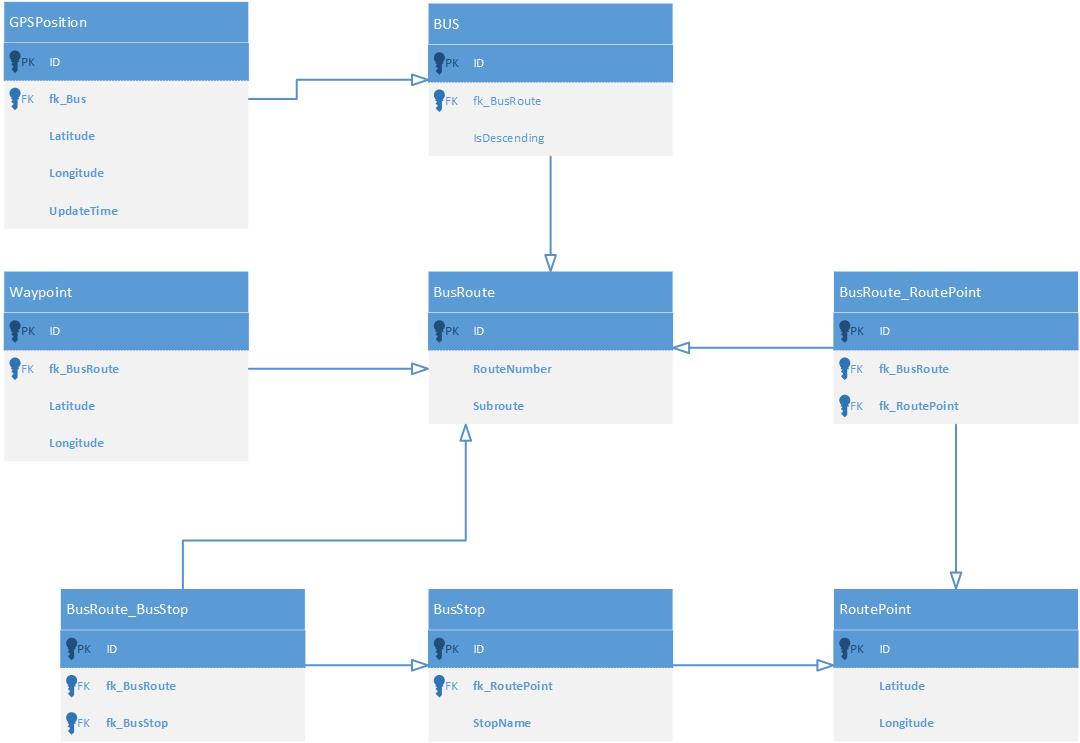 GPSPosition
PK ID
FK fk_Bus
Latitude
Longitude
UpdateTime
BUS
PK ID
FK fk_BusRoute
IsDescending
Waypoint
PK ID
FK fk_BusRoute
Latitude
Longitude
BusRoute
PK ID
RouteNumber
Subroute
BusRoute_RoutePoint
PK ID
FK fk_BusRoute
FK fk_RoutePoint
BusRoute_BusStop
PK ID
FK fk_BusRoute
FK fk_BusStop
BusStop
PK ID
FK fk_RoutePoint
StopName
RoutePoint
PK ID
Latitude
Longitude